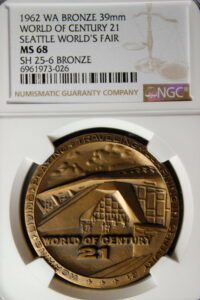 1962 WA BRONZE 39mm
WORLD OF CENTURY 21
SEATTLE WORLD'S FAIR
MS 68
SH 25-6 BRONZE
6961973-026
NGC
NUMISMATIC GUARANTY COMPANY
TRAVELING
WORLD OF CENTURY
21